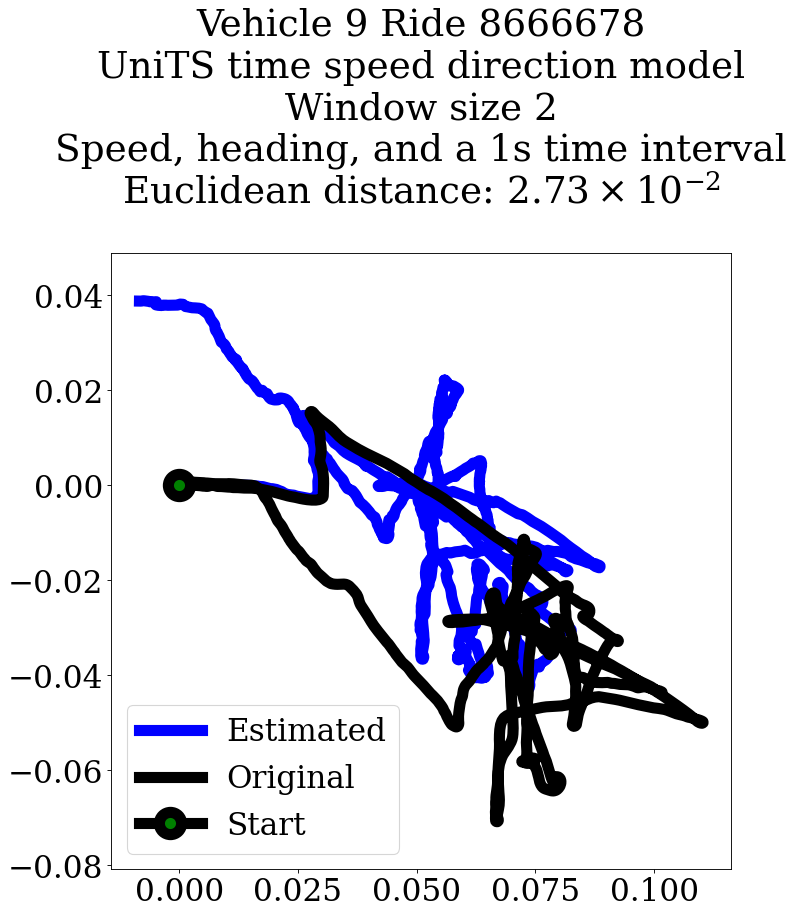 Vehicle 9 Ride 8666678
UniTS time speed direction model
Window size 2
Speed, heading, and a 1s time interval
Euclidean distance: 2.73 × 10⁻²
0.04
0.02
0.00
−0.02
−0.04
−0.06
−0.08
Estimated
Original
Start
0.000 0.025 0.050 0.075 0.100